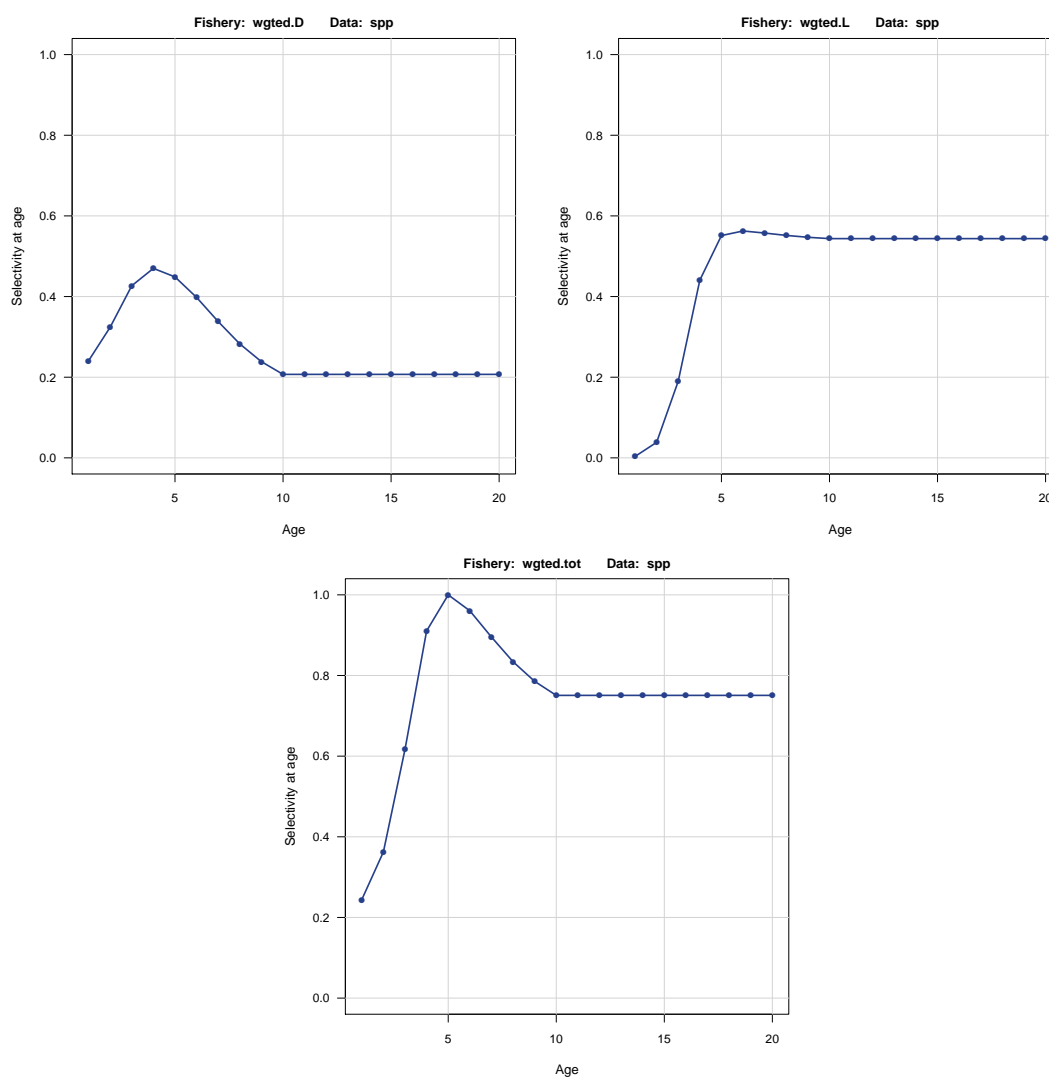 Fishery: wgted.D Data: spp
Selectivity at age
1.0
0.8
0.6
0.4
0.2
0.0
5 10 15 20
Age
Fishery: wgted.L Data: spp
Selectivity at age
1.0
0.8
0.6
0.4
0.2
0.0
5 10 15 20
Age
Fishery: wgted.tot Data: spp
Selectivity at age
1.0
0.8
0.6
0.4
0.2
0.0
5 10 15 20
Age